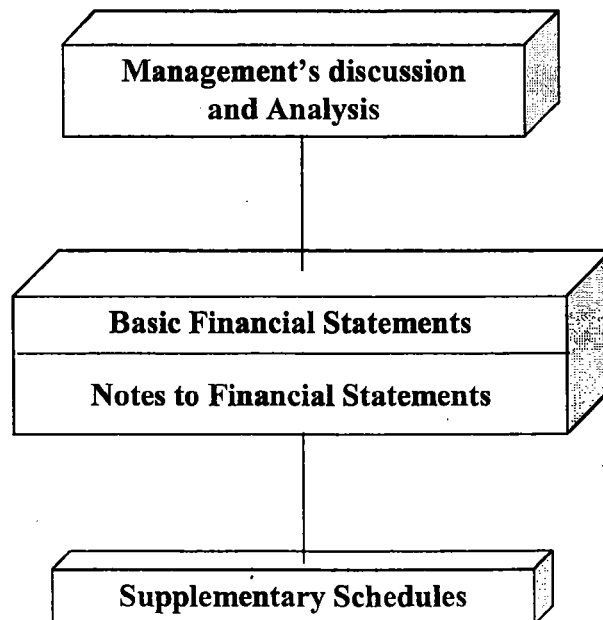 Management's discussion
and Analysis
Basic Financial Statements
Notes to Financial Statements
Supplementary Schedules